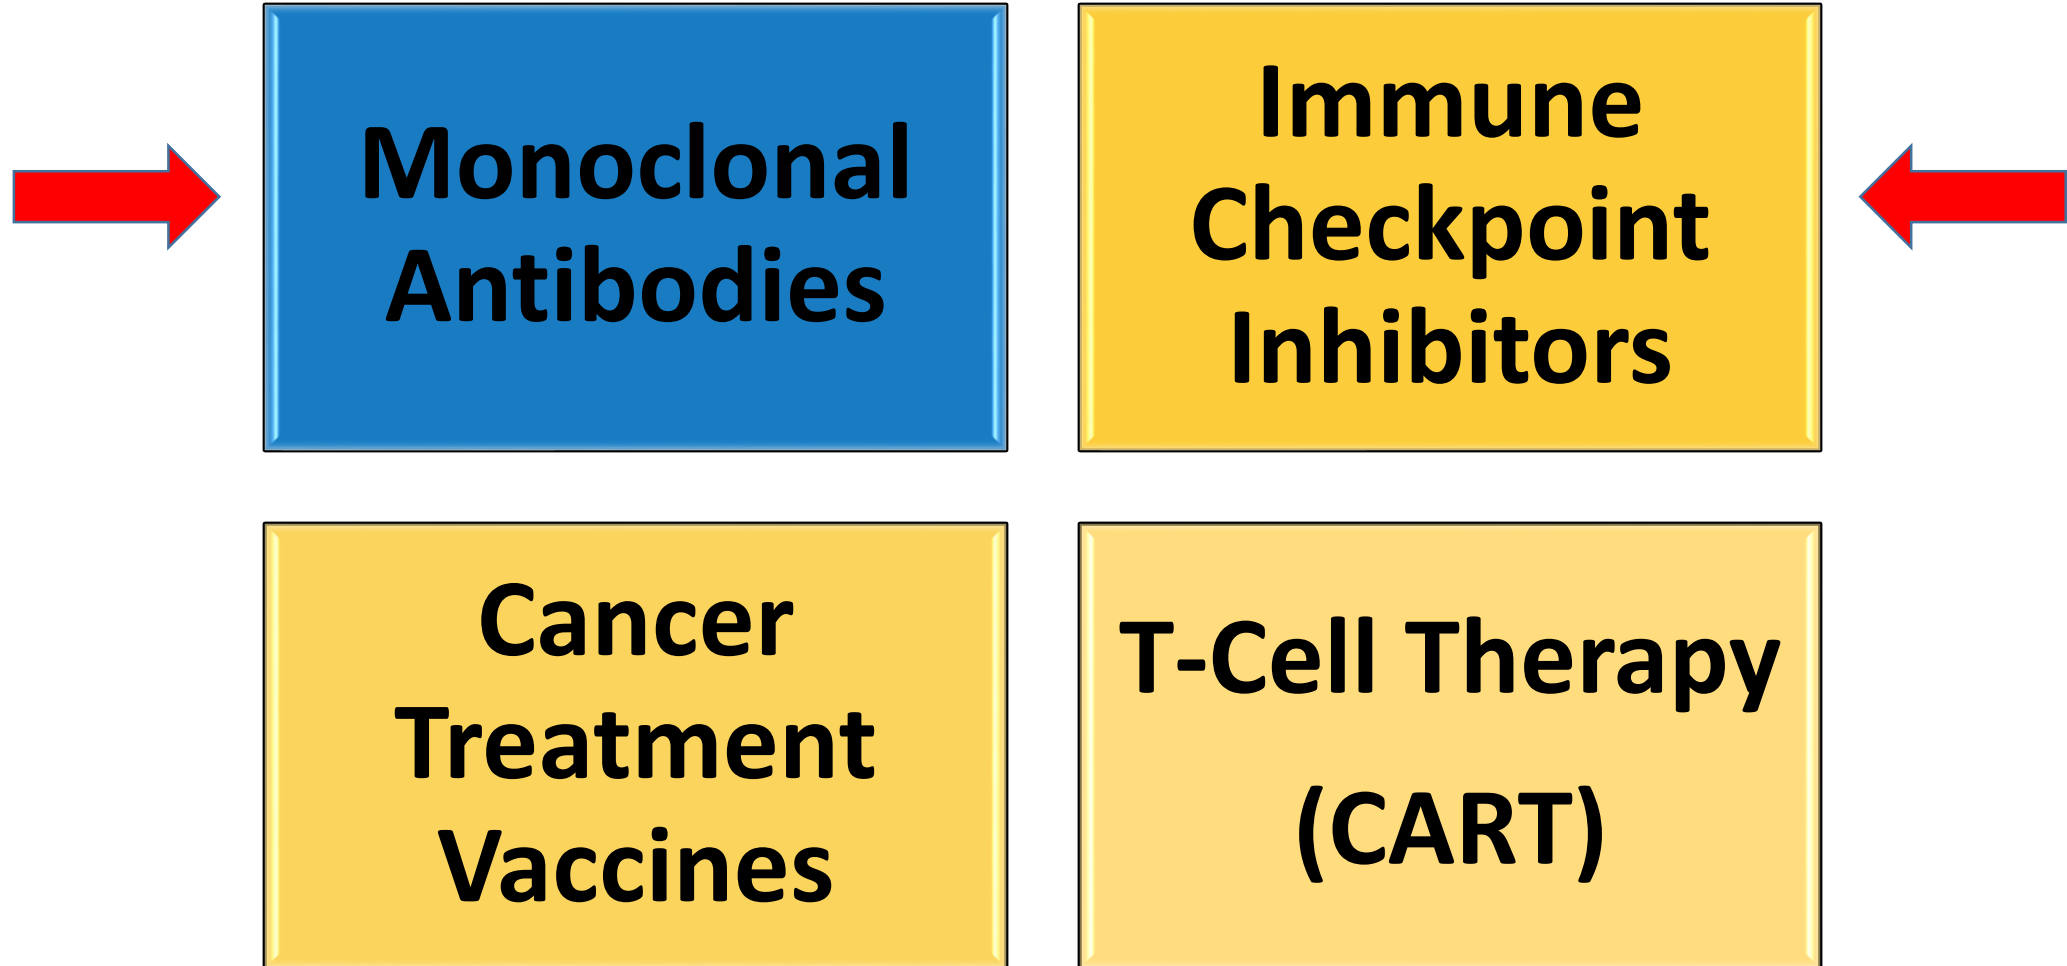 Monoclonal
Antibodies
Immune
Checkpoint
Inhibitors
Cancer
Treatment
Vaccines
T-Cell Therapy
(CART)